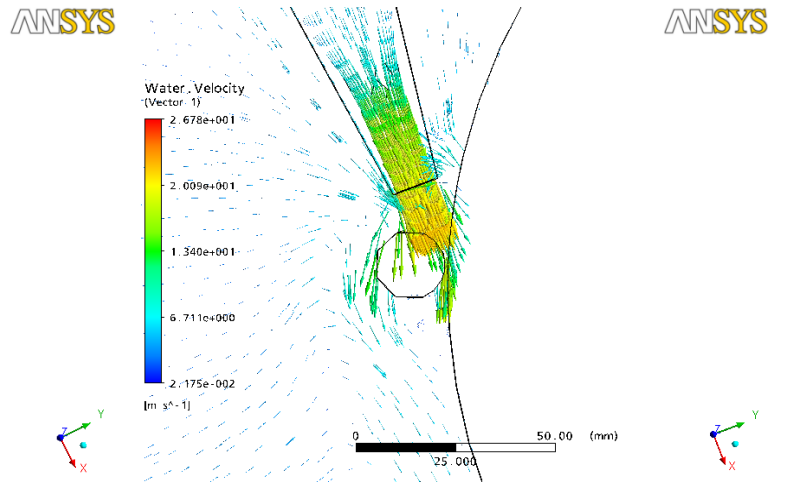 ANSYS
ANSYS
Water. Velocity
(Vector 1)
2.678e+001
2.009e+001
1.340e+001
6.711e+000
2.175e-002
[m s^-1]
0 50.00 (mm)
25.000
Z Y X
Z Y X